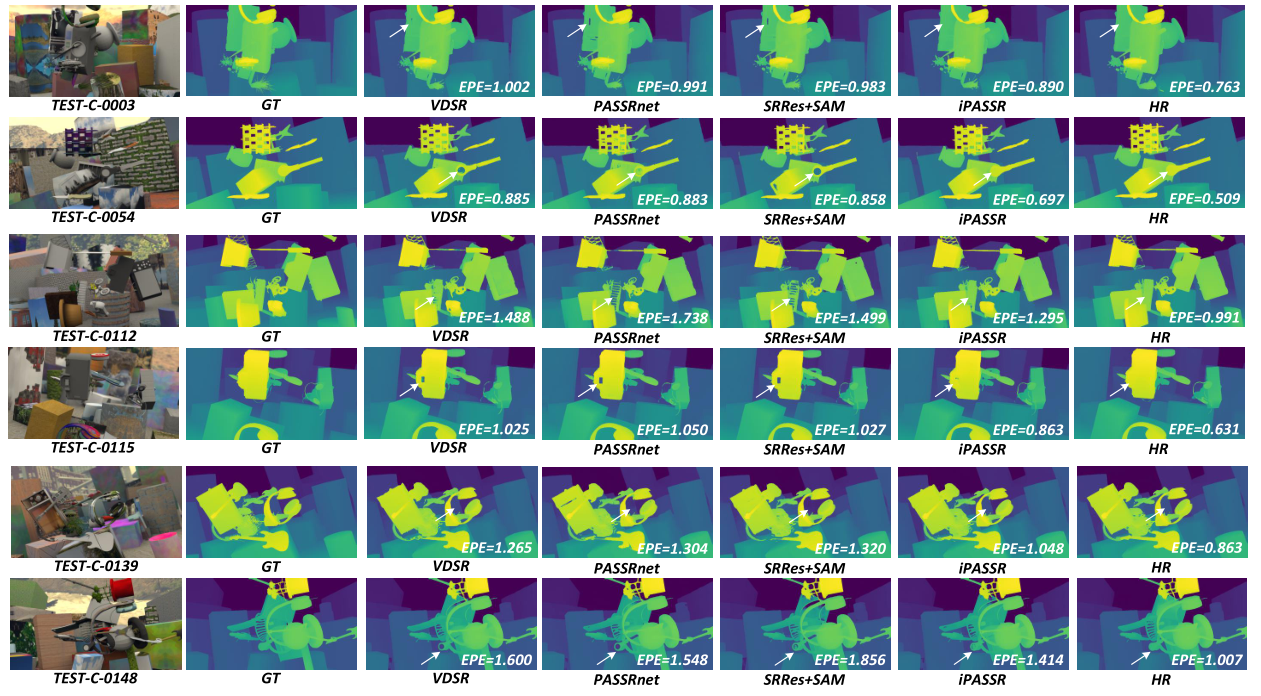 EPE=1.002 EPE=0.991 EPE=0.983 EPE=0.890 EPE=0.763
TEST-C-0003 GT VDSR PASSRnet SRRes+SAM iPASSR HR
EPE=0.885 EPE=0.883 EPE=0.858 EPE=0.697 EPE=0.509
TEST-C-0054 GT VDSR PASSRnet SRRes+SAM iPASSR HR
EPE=1.488 EPE=1.738 EPE=1.499 EPE=1.295 EPE=0.991
TEST-C-0112 GT VDSR PASSRnet SRRes+SAM iPASSR HR
EPE=1.025 EPE=1.050 EPE=1.027 EPE=0.863 EPE=0.631
TEST-C-0115 GT VDSR PASSRnet SRRes+SAM iPASSR HR
EPE=1.265 EPE=1.304 EPE=1.320 EPE=1.048 EPE=0.863
TEST-C-0139 GT VDSR PASSRnet SRRes+SAM iPASSR HR
EPE=1.600 EPE=1.548 EPE=1.856 EPE=1.414 EPE=1.007
TEST-C-0148 GT VDSR PASSRnet SRRes+SAM iPASSR HR